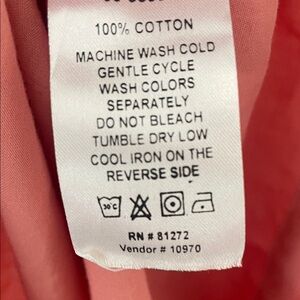 100% COTTON
MACHINE WASH COLD
GENTLE CYCLE
WASH COLORS
SEPARATELY
DO NOT BLEACH
TUMBLE DRY LOW
COOL IRON ON THE
REVERSE SIDE
30°C
RN # 81272
Vendor # 10970